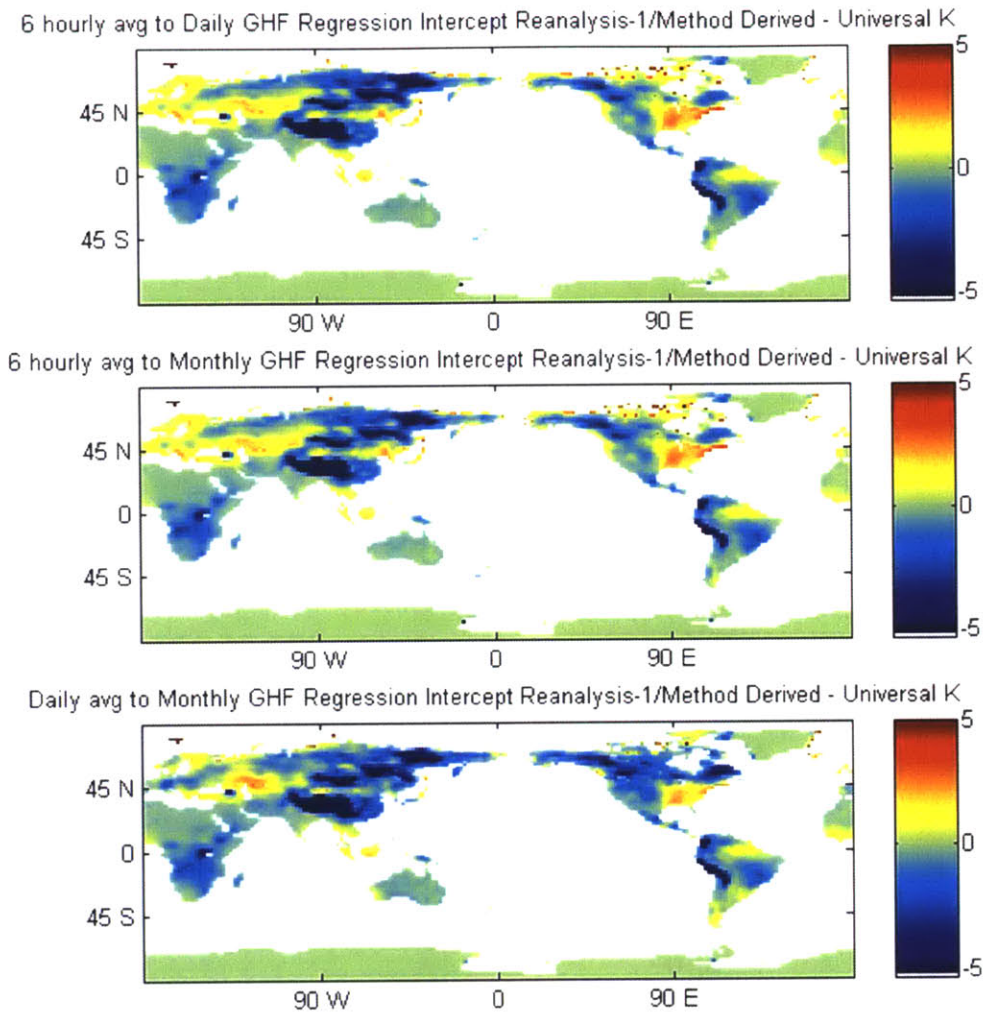 6 hourly avg to Daily GHF Regression Intercept Reanalysis-1/Method Derived - Universal K
5
0
-5
45 N
0
45 S
90 W
0
90 E
6 hourly avg to Monthly GHF Regression Intercept Reanalysis-1/Method Derived - Universal K
5
0
-5
45 N
0
45 S
90 W
0
90 E
Daily avg to Monthly GHF Regression Intercept Reanalysis-1/Method Derived - Universal K
5
0
-5
45 N
0
45 S
90 W
0
90 E